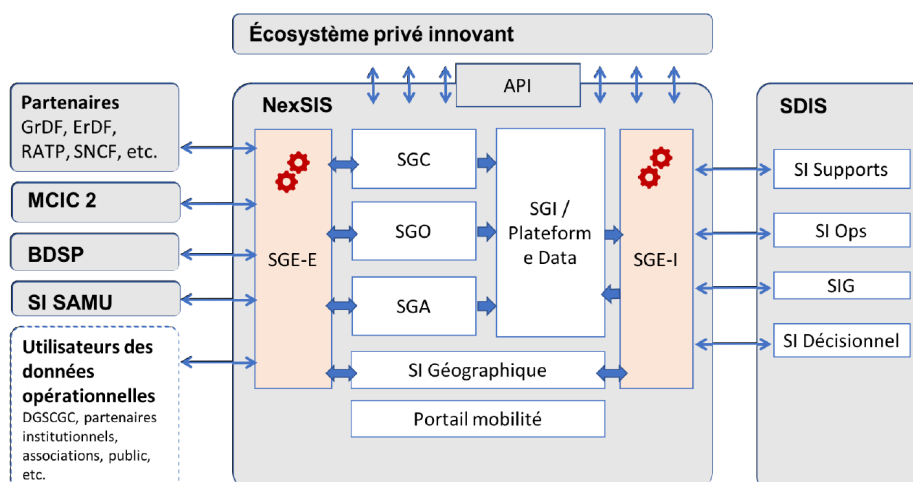 Écosystème privé innovant
API
Partenaires
GrDF, ErDF,
RATP, SNCF, etc.
MCIC 2
BDSP
SI SAMU
Utilisateurs des
données
opérationnelles
DGSCGC, partenaires
institutionnels,
associations, public,
etc.
NexSIS
SGE-E
SGC
SGO
SGA
SGI /
Plateform
e Data
SGE-I
SI Géographique
Portail mobilité
SDIS
SI Supports
SI Ops
SIG
SI Décisionnel